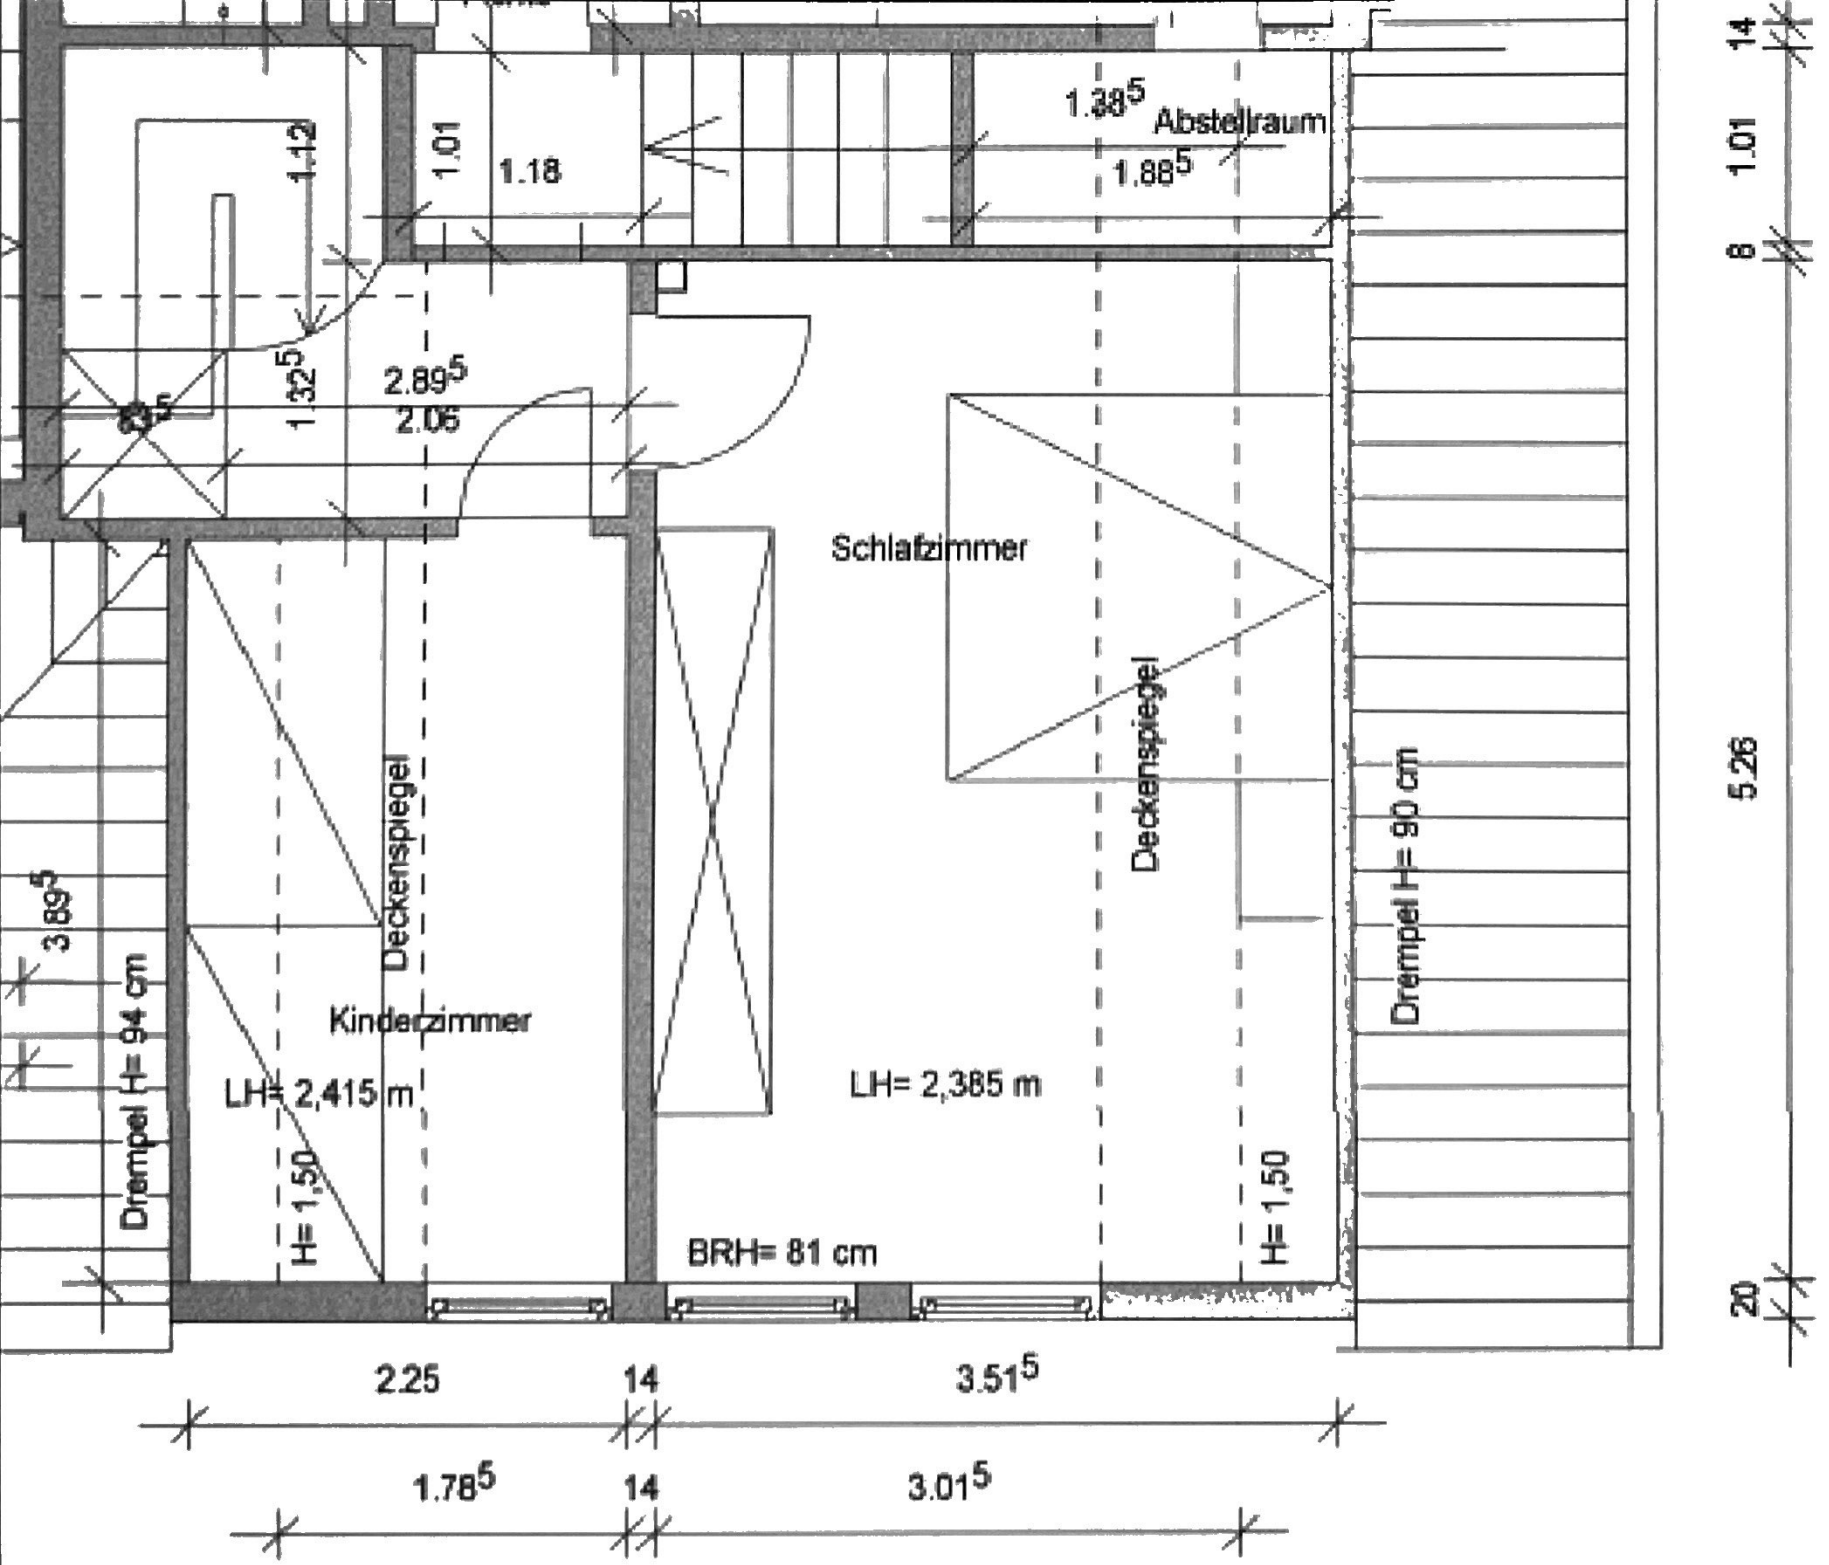 14
1.38⁵
Abstellraum
1.12
1.01
1.18
1.88⁵
1.01
8
2.89⁵
1.32⁵
2.06
Schlafzimmer
Deckenspiegel
Deckenspiegel
5.26
Drempel H= 90 cm
3.89⁵
Drempel H= 94 cm
Kinderzimmer
LH= 2,415 m
LH= 2,385 m
H= 1,50
H= 1,50
BRH= 81 cm
20
2.25
14
3.51⁵
1.78⁵
14
3.01⁵